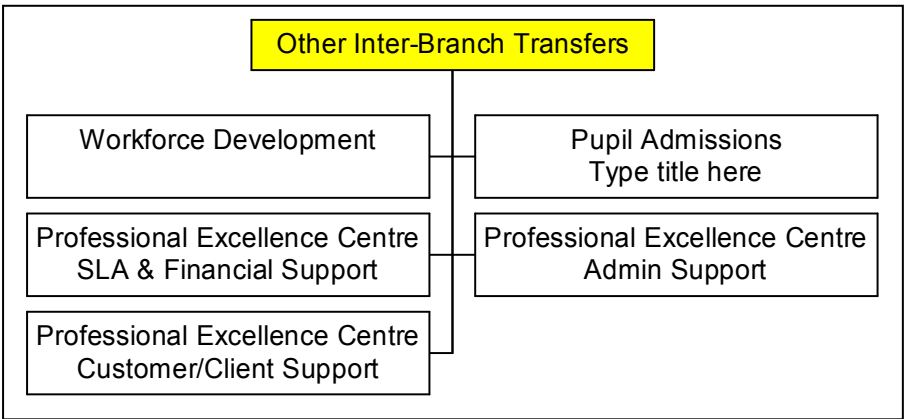 Other Inter-Branch Transfers
Workforce Development
Pupil Admissions
Type title here
Professional Excellence Centre
SLA & Financial Support
Professional Excellence Centre
Admin Support
Professional Excellence Centre
Customer/Client Support